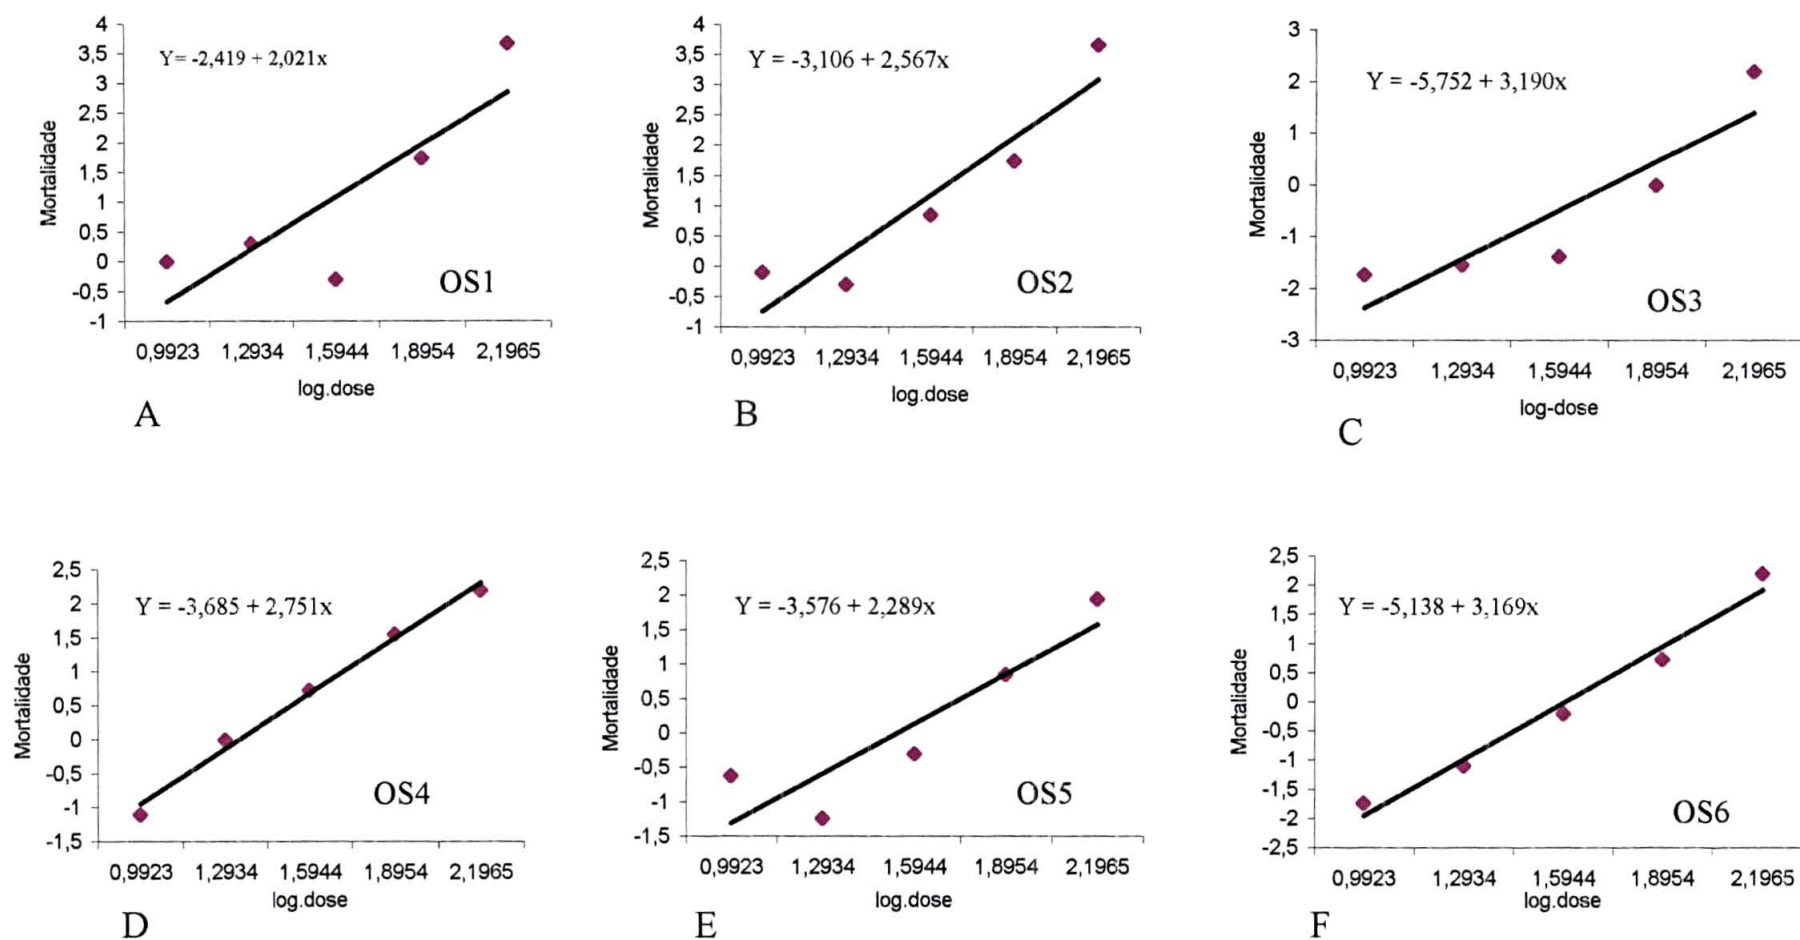 4
3,5
3
2,5
2
1,5
1
0,5
0
-0,5
-1
Mortalidade
Y= -2,419 + 2,021x
OS1
0,9923 1,2934 1,5944 1,8954 2,1965
log.dose
A
4
3,5
3
2,5
2
1,5
1
0,5
0
-0,5
-1
Mortalidade
Y = -3,106 + 2,567x
OS2
0,9923 1,2934 1,5944 1,8954 2,1965
log.dose
B
3
2
1
0
-1
-2
-3
Mortalidade
Y = -5,752 + 3,190x
OS3
0,9923 1,2934 1,5944 1,8954 2,1965
log-dose
C
2,5
2
1,5
1
0,5
0
-0,5
-1
-1,5
Mortalidade
Y = -3,685 + 2,751x
OS4
0,9923 1,2934 1,5944 1,8954 2,1965
log.dose
D
2,5
2
1,5
1
0,5
0
-0,5
-1
-1,5
Mortalidade
Y = -3,576 + 2,289x
OS5
0,9923 1,2934 1,5944 1,8954 2,1965
log.dose
E
2,5
2
1,5
1
0,5
0
-0,5
-1
-1,5
-2
-2,5
Mortalidade
Y = -5,138 + 3,169x
OS6
0,9923 1,2934 1,5944 1,8954 2,1965
log.dose
F